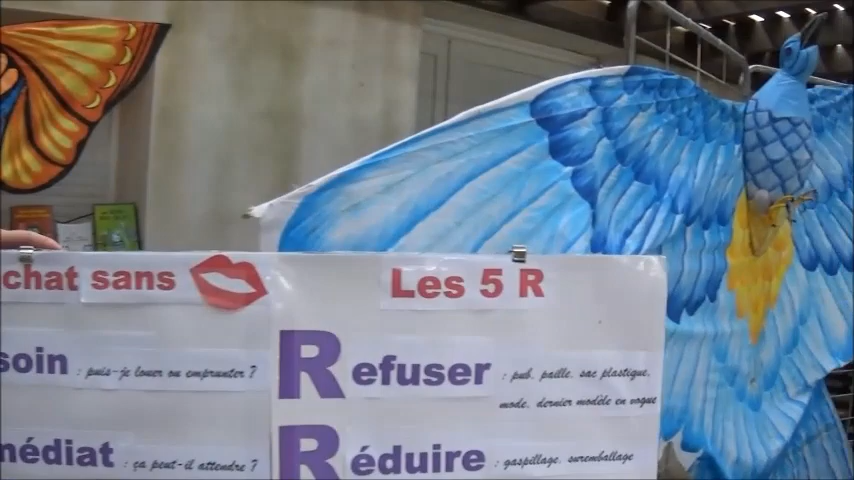 chat sans
soin : puis-je louer ou emprunter ?
médiat : ça peut-il attendre ?
Les 5 R
Refuser : pub, paille, sac plastique,
mode, dernier modèle en vogue
Réduire : gaspillage, suremballage